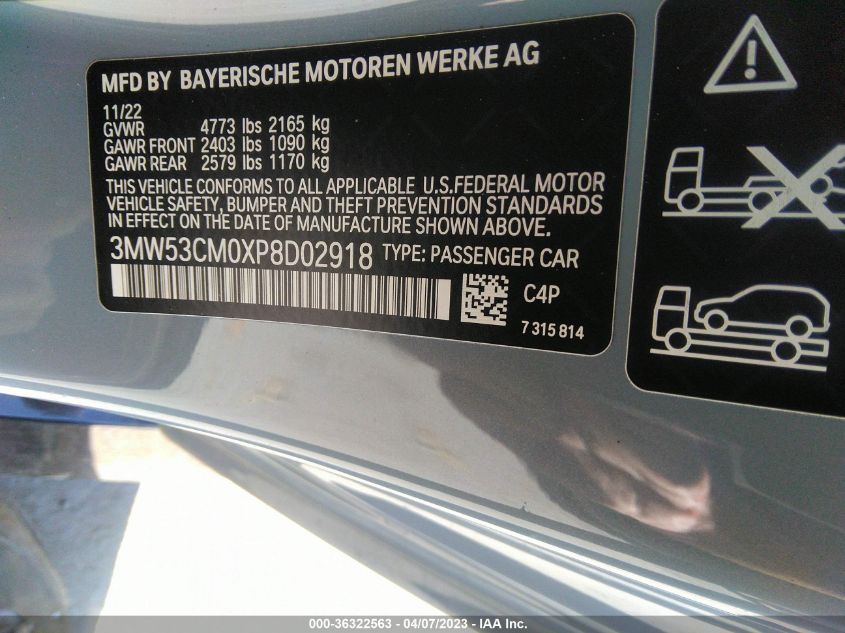 MFD BY BAYERISCHE MOTOREN WERKE AG
11/22
GVWR 4773 lbs 2165 kg
GAWR FRONT 2403 lbs 1090 kg
GAWR REAR 2579 lbs 1170 kg
THIS VEHICLE CONFORMS TO ALL APPLICABLE U.S.FEDERAL MOTOR
VEHICLE SAFETY, BUMPER AND THEFT PREVENTION STANDARDS
IN EFFECT ON THE DATE OF MANUFACTURE SHOWN ABOVE.
3MW53CM0XP8D02918 TYPE: PASSENGER CAR
C4P
7 315 814
000-36322563 - 04/07/2023 - IAA Inc.